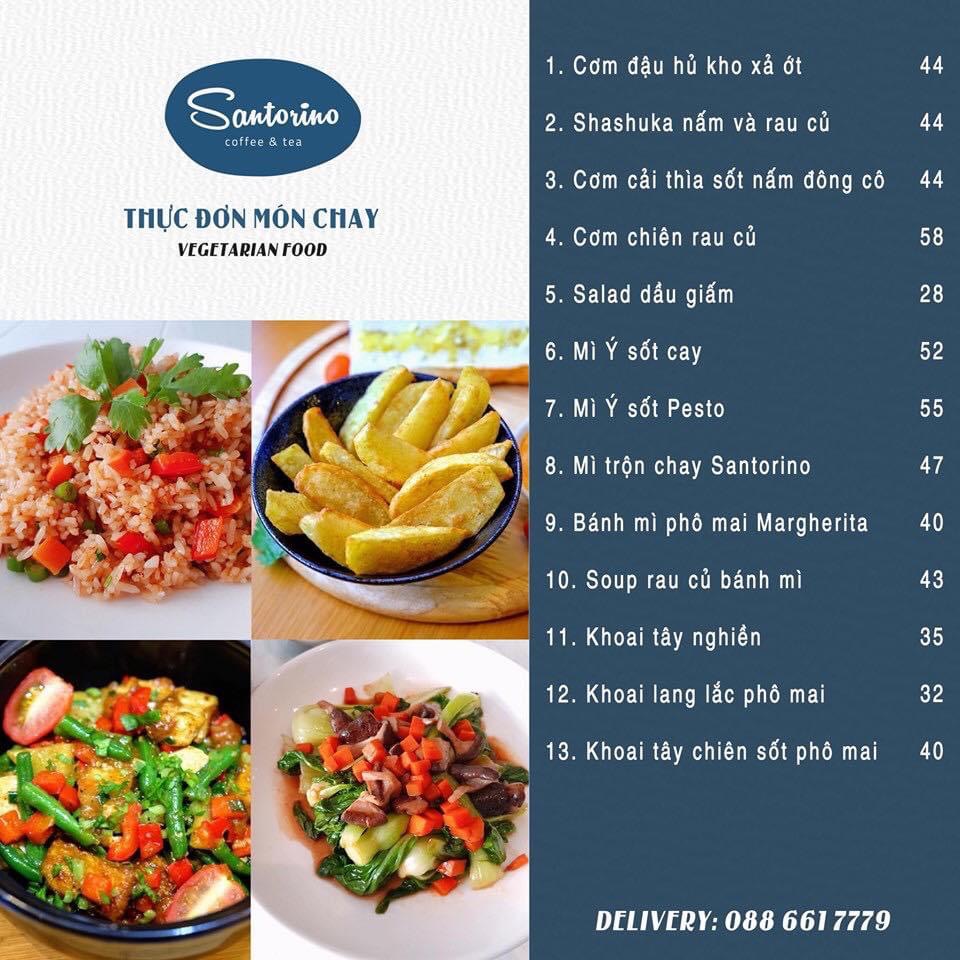 Santorino
coffee & tea
THỰC ĐƠN MÓN CHAY
VEGETARIAN FOOD
1. Cơm đậu hủ kho xả ớt 44
2. Shashuka nấm và rau củ 44
3. Cơm cải thìa sốt nấm đông cô 44
4. Cơm chiên rau củ 58
5. Salad dầu giấm 28
6. Mì Ý sốt cay 52
7. Mì Ý sốt Pesto 55
8. Mì trộn chay Santorino 47
9. Bánh mì phô mai Margherita 40
10. Soup rau củ bánh mì 43
11. Khoai tây nghiền 35
12. Khoai lang lắc phô mai 32
13. Khoai tây chiên sốt phô mai 40
DELIVERY: 088 661 7779